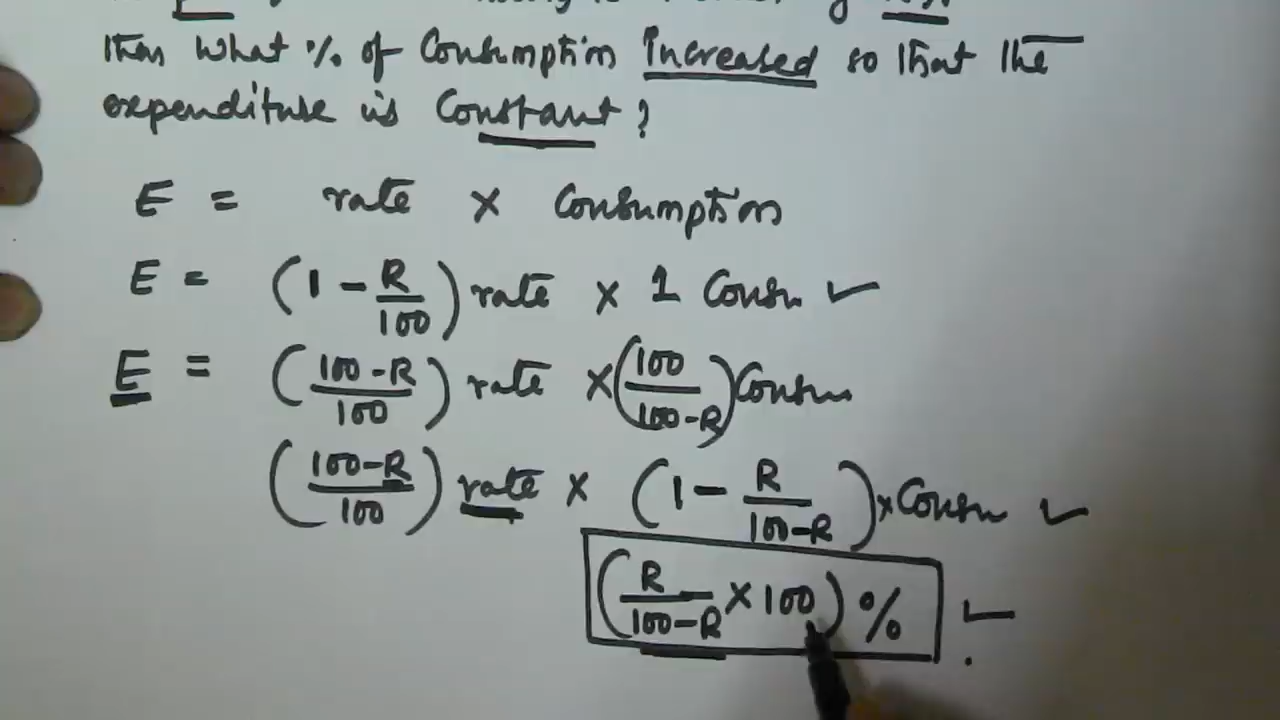 then what % of Consumption Increased so that the
expenditure is Constant?
E = rate × Consumption
E = (1 - R/100) rate × 1 Consu ✓
E = (100-R/100) rate × (100/100-R) Consu
(100-R/100) rate × (1 - R/100-R) × Consu ✓
(R/100-R × 100) %